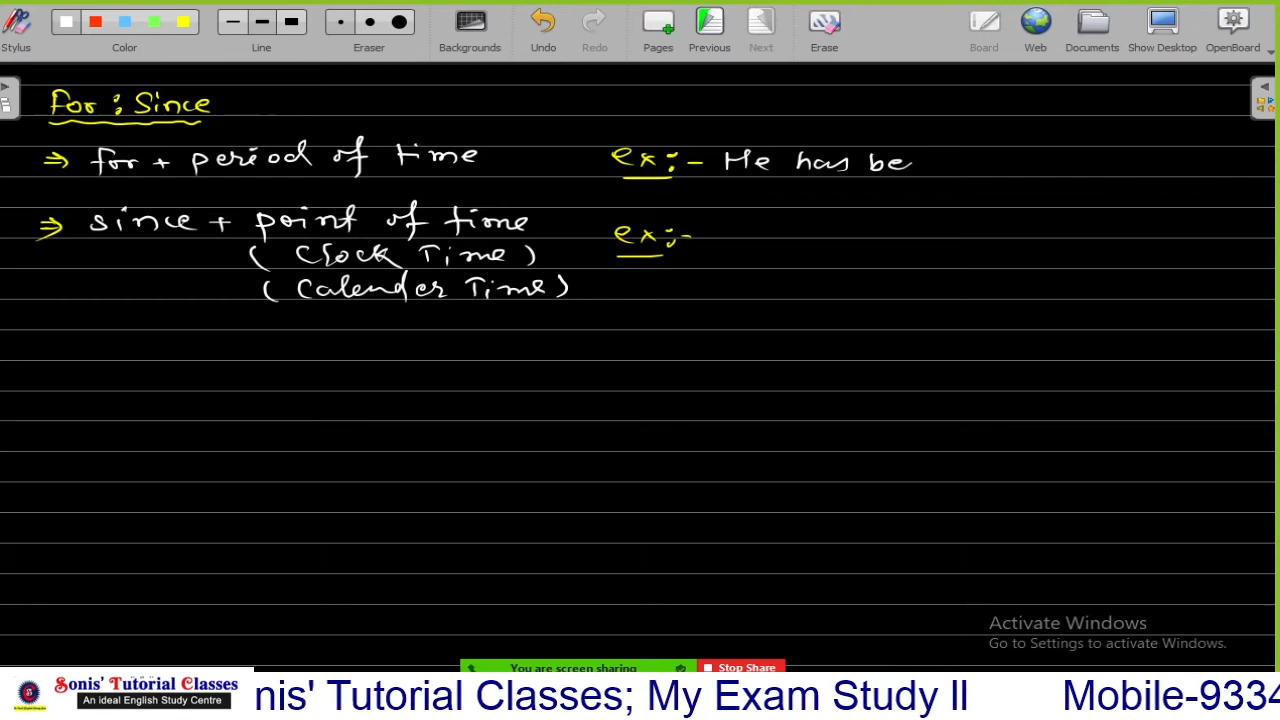 Stylus
Color
Line
Eraser
Backgrounds
Undo
Redo
Pages
Previous
Next
Erase
Board
Web
Documents
Show Desktop
OpenBoard
For : Since
⇒ for + period of time
ex:- He has be
⇒ since + point of time
ex:-
( Clock Time )
( Calender Time )
Activate Windows
Go to Settings to activate Windows.
You are screen sharing
Stop Share
Sonis' Tutorial Classes
An ideal English Study Centre
nis' Tutorial Classes; My Exam Study II
Mobile-9334